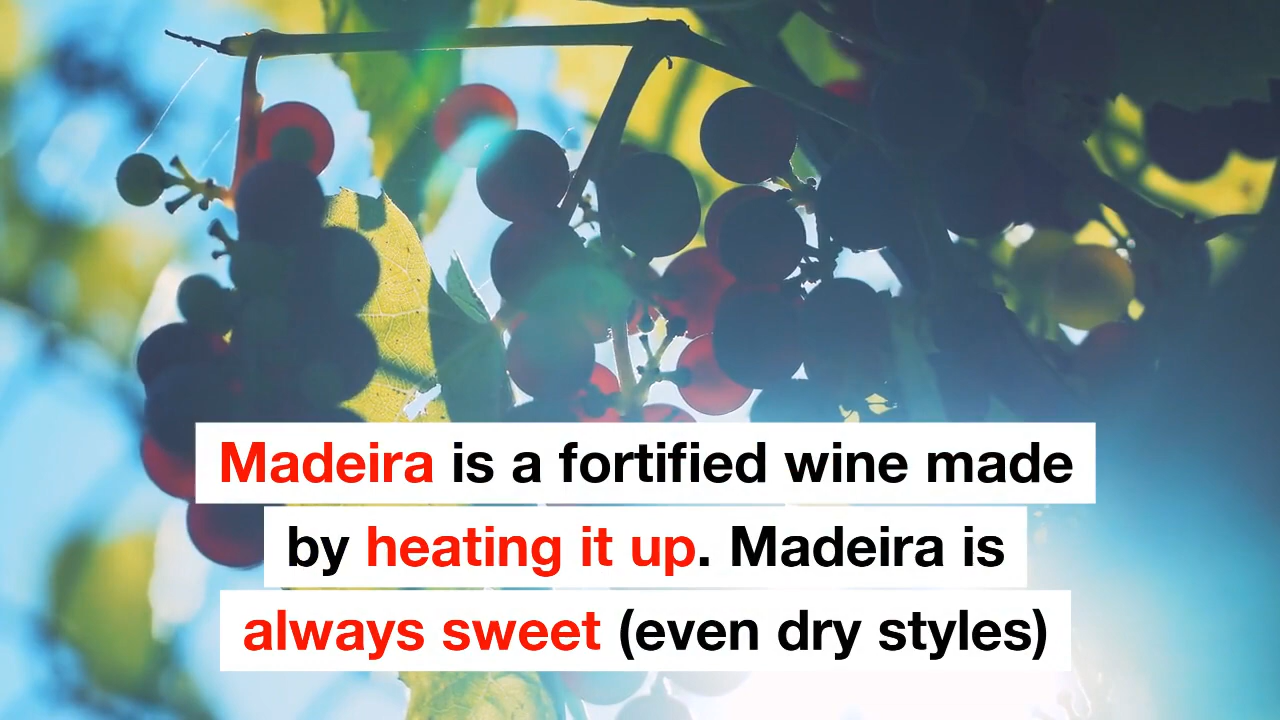 Madeira is a fortified wine made
by heating it up. Madeira is
always sweet (even dry styles)